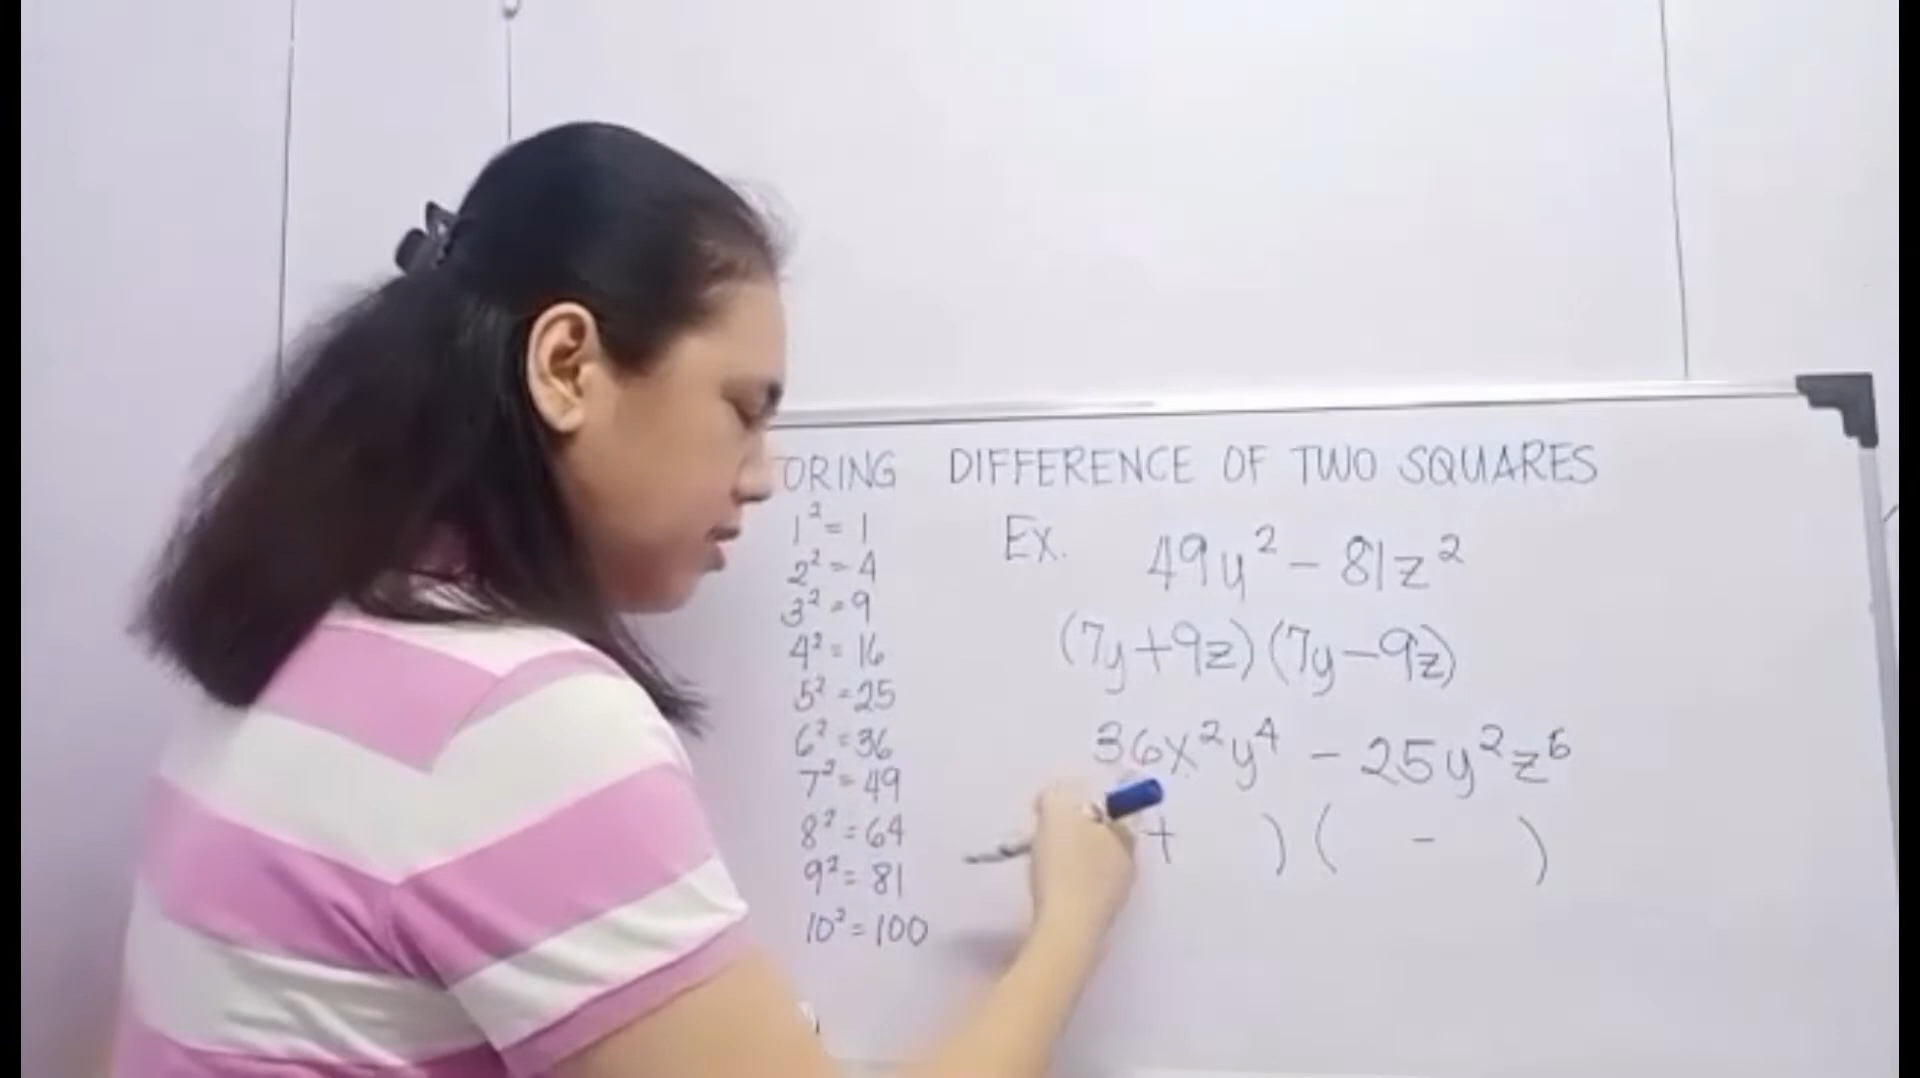 ORING DIFFERENCE OF TWO SQUARES
1² = 1
2² = 4
3² = 9
4² = 16
5² = 25
6² = 36
7² = 49
8² = 64
9² = 81
10² = 100
Ex. 49y² - 81z²
(7y+9z)(7y-9z)
36x²y⁴ - 25y²z⁶
+ ) ( - )